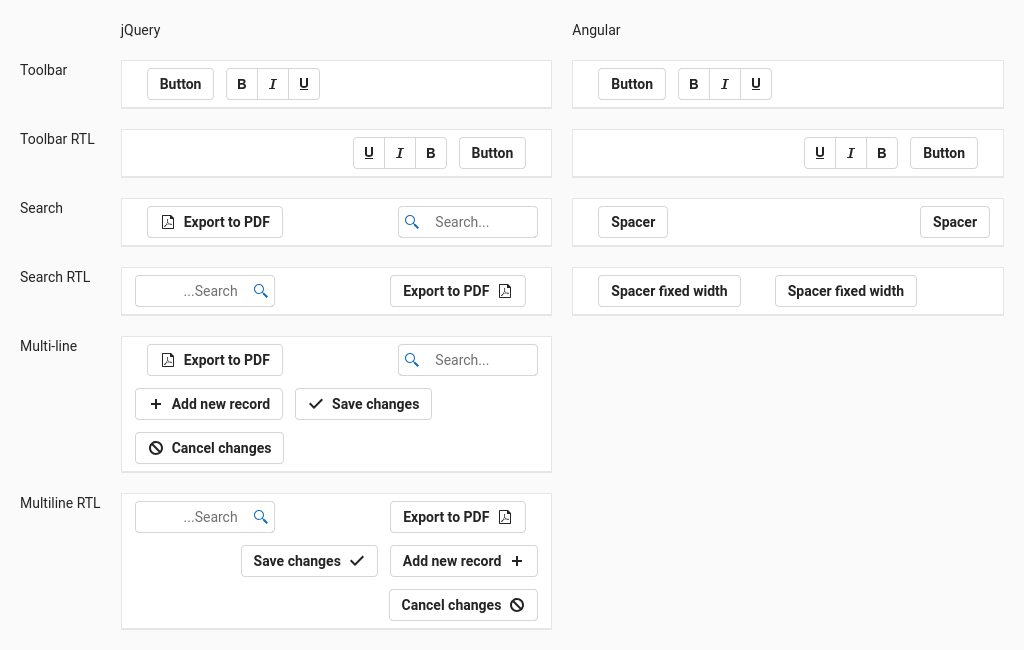 jQuery Angular
Toolbar Button B I U Button B I U
Toolbar RTL U I B Button U I B Button
Search Export to PDF Search... Spacer Spacer
Search RTL ...Search Export to PDF Spacer fixed width Spacer fixed width
Multi-line Export to PDF Search...
Add new record Save changes
Cancel changes
Multiline RTL ...Search Export to PDF
Save changes Add new record
Cancel changes